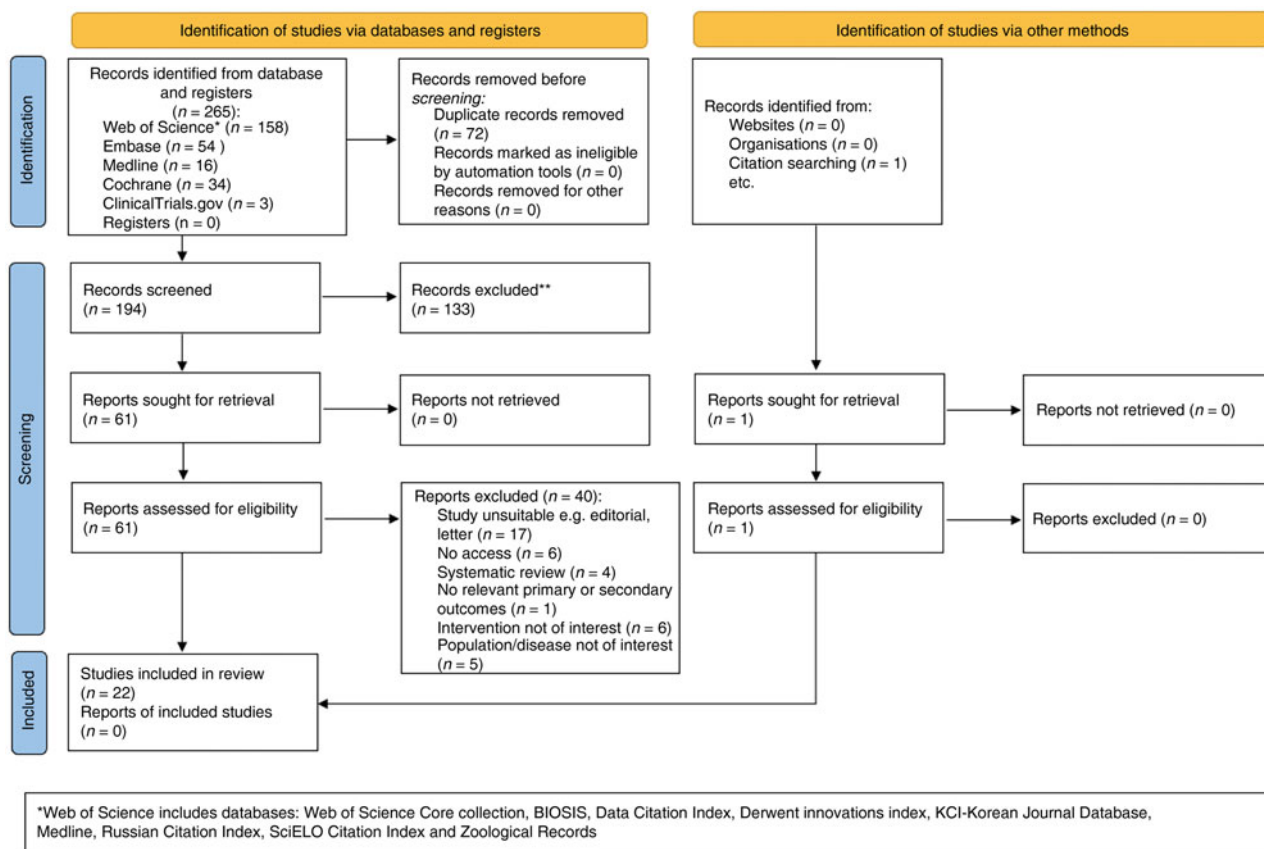 Identification of studies via databases and registers
Identification of studies via other methods
Identification
Records identified from database
and registers
(n = 265):
Web of Science* (n = 158)
Embase (n = 54 )
Medline (n = 16)
Cochrane (n = 34)
ClinicalTrials.gov (n = 3)
Registers (n = 0)
Records removed before
screening:
Duplicate records removed
(n = 72)
Records marked as ineligible
by automation tools (n = 0)
Records removed for other
reasons (n = 0)
Records identified from:
Websites (n = 0)
Organisations (n = 0)
Citation searching (n = 1)
etc.
Screening
Records screened
(n = 194)
Records excluded**
(n = 133)
Reports sought for retrieval
(n = 61)
Reports not retrieved
(n = 0)
Reports sought for retrieval
(n = 1)
Reports not retrieved (n = 0)
Reports assessed for eligibility
(n = 61)
Reports excluded (n = 40):
Study unsuitable e.g. editorial,
letter (n = 17)
No access (n = 6)
Systematic review (n = 4)
No relevant primary or secondary
outcomes (n = 1)
Intervention not of interest (n = 6)
Population/disease not of interest
(n = 5)
Reports assessed for eligibility
(n = 1)
Reports excluded (n = 0)
Included
Studies included in review
(n = 22)
Reports of included studies
(n = 0)
*Web of Science includes databases: Web of Science Core collection, BIOSIS, Data Citation Index, Derwent innovations index, KCI-Korean Journal Database,
Medline, Russian Citation Index, SciELO Citation Index and Zoological Records